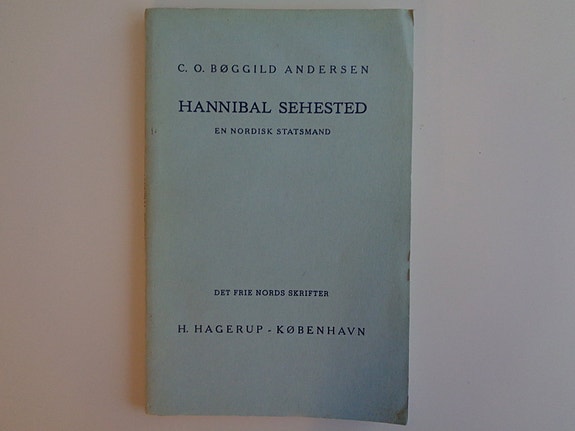 C. O. BØGGILD ANDERSEN
HANNIBAL SEHESTED
EN NORDISK STATSMAND
DET FRIE NORDS SKRIFTER
H. HAGERUP - KØBENHAVN